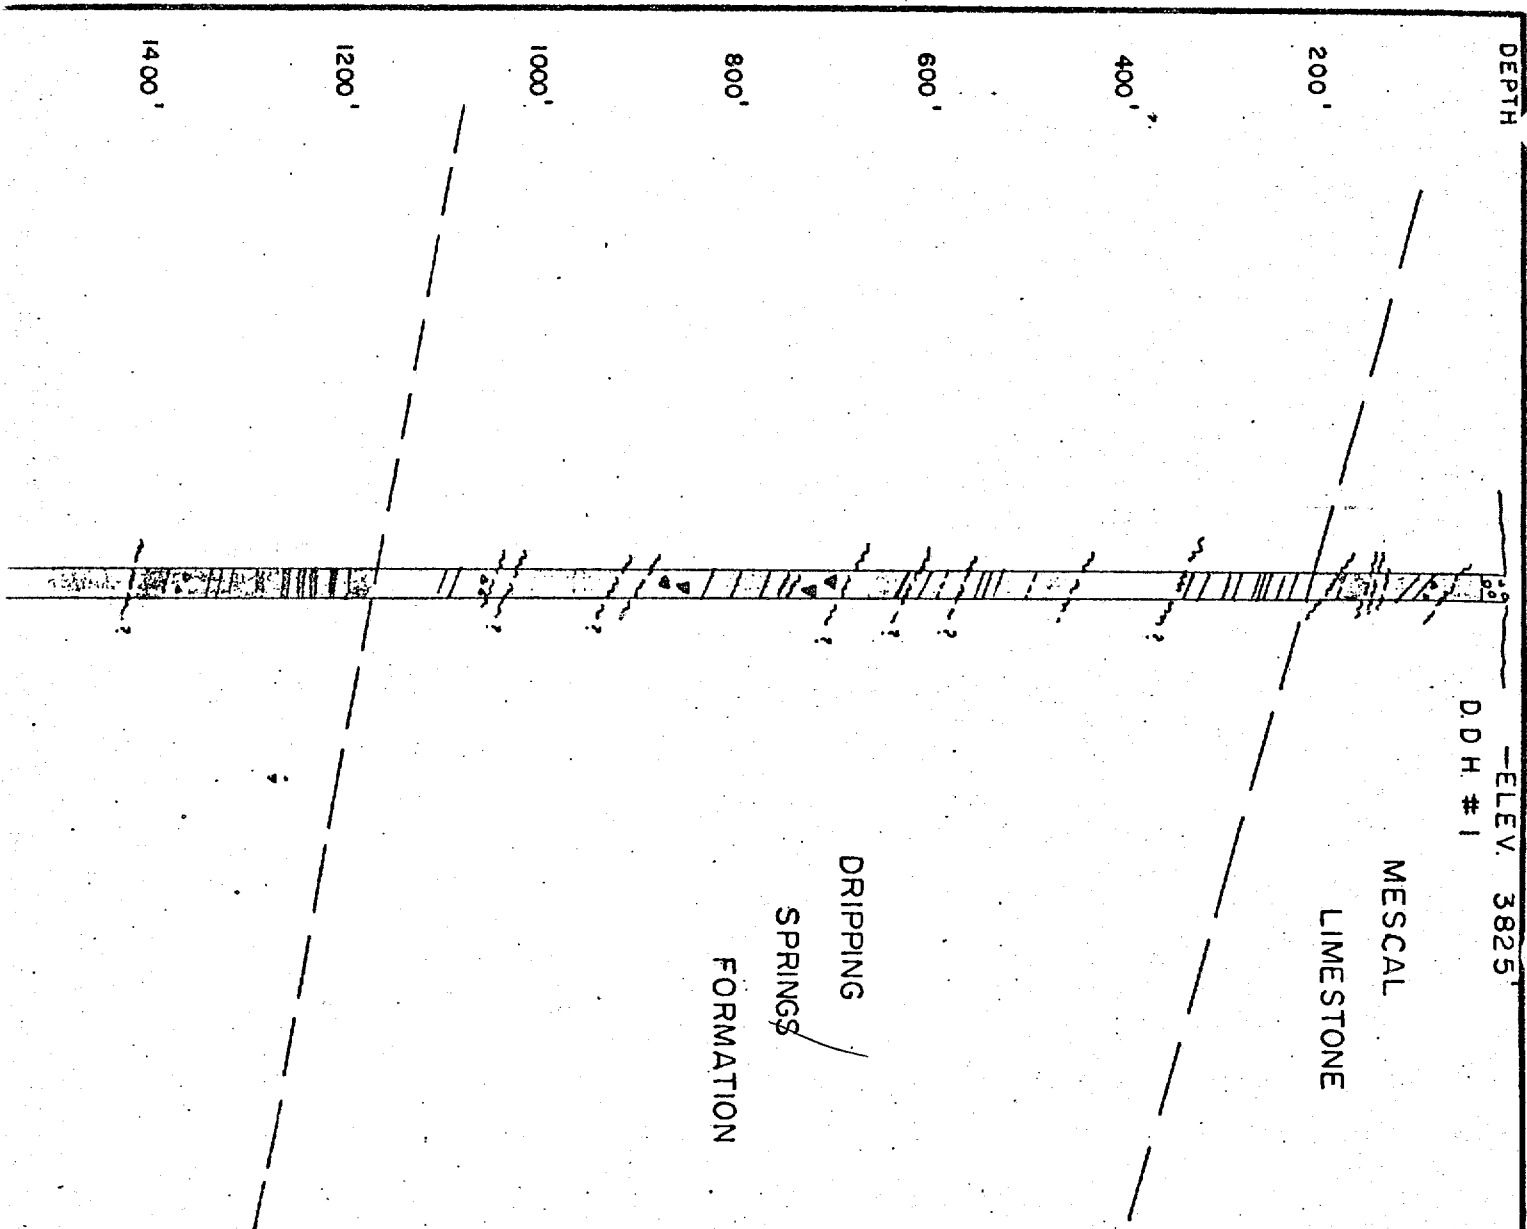 DEPTH
—ELEV. 3825'
D.D.H. #1
200'
400'
600'
800'
1000'
1200'
1400'
MESCAL
LIMESTONE
DRIPPING
SPRINGS
FORMATION
?
?
?
?
?
?
?